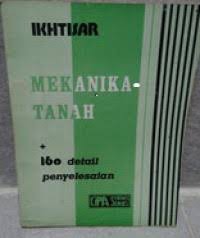 IKHTISAR
MEKANIKA
TANAH
+
160 detail
penyelesaian